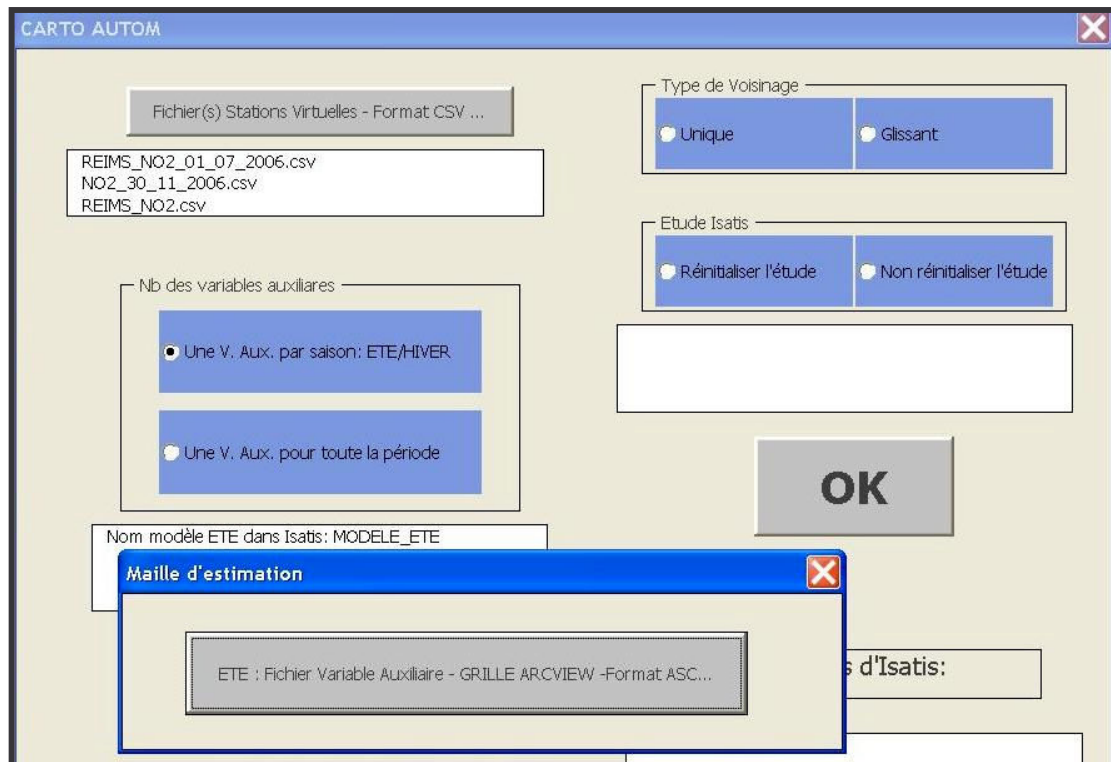 CARTO AUTOM
Fichier(s) Stations Virtuelles - Format CSV ...
REIMS_NO2_01_07_2006.csv
NO2_30_11_2006.csv
REIMS_NO2.csv
Nb des variables auxiliares
Une V. Aux. par saison: ETE/HIVER
Une V. Aux. pour toute la période
Nom modèle ETE dans Isatis: MODELE_ETE
Type de Voisinage
Unique
Glissant
Etude Isatis
Réinitialiser l'étude
Non réinitialiser l'étude
OK
Maille d'estimation
ETE : Fichier Variable Auxiliaire - GRILLE ARCVIEW -Format ASC...
d'Isatis: